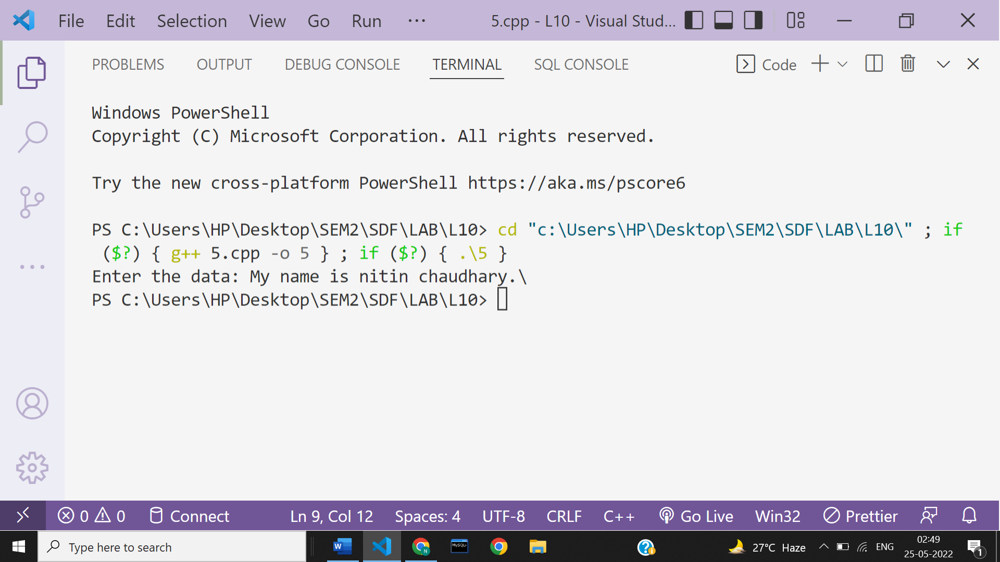 File Edit Selection View Go Run ... 5.cpp - L10 - Visual Stud...
PROBLEMS OUTPUT DEBUG CONSOLE TERMINAL SQL CONSOLE Code
Windows PowerShell
Copyright (C) Microsoft Corporation. All rights reserved.
Try the new cross-platform PowerShell https://aka.ms/pscore6
PS C:\Users\HP\Desktop\SEM2\SDF\LAB\L10> cd "c:\Users\HP\Desktop\SEM2\SDF\LAB\L10\" ; if
($?) { g++ 5.cpp -o 5 } ; if ($?) { .\5 }
Enter the data: My name is nitin chaudhary.\
PS C:\Users\HP\Desktop\SEM2\SDF\LAB\L10>
0 0 Connect Ln 9, Col 12 Spaces: 4 UTF-8 CRLF C++ Go Live Win32 Prettier
Type here to search W MySQL> N 27°C Haze ENG 02:49 1
25-05-2022